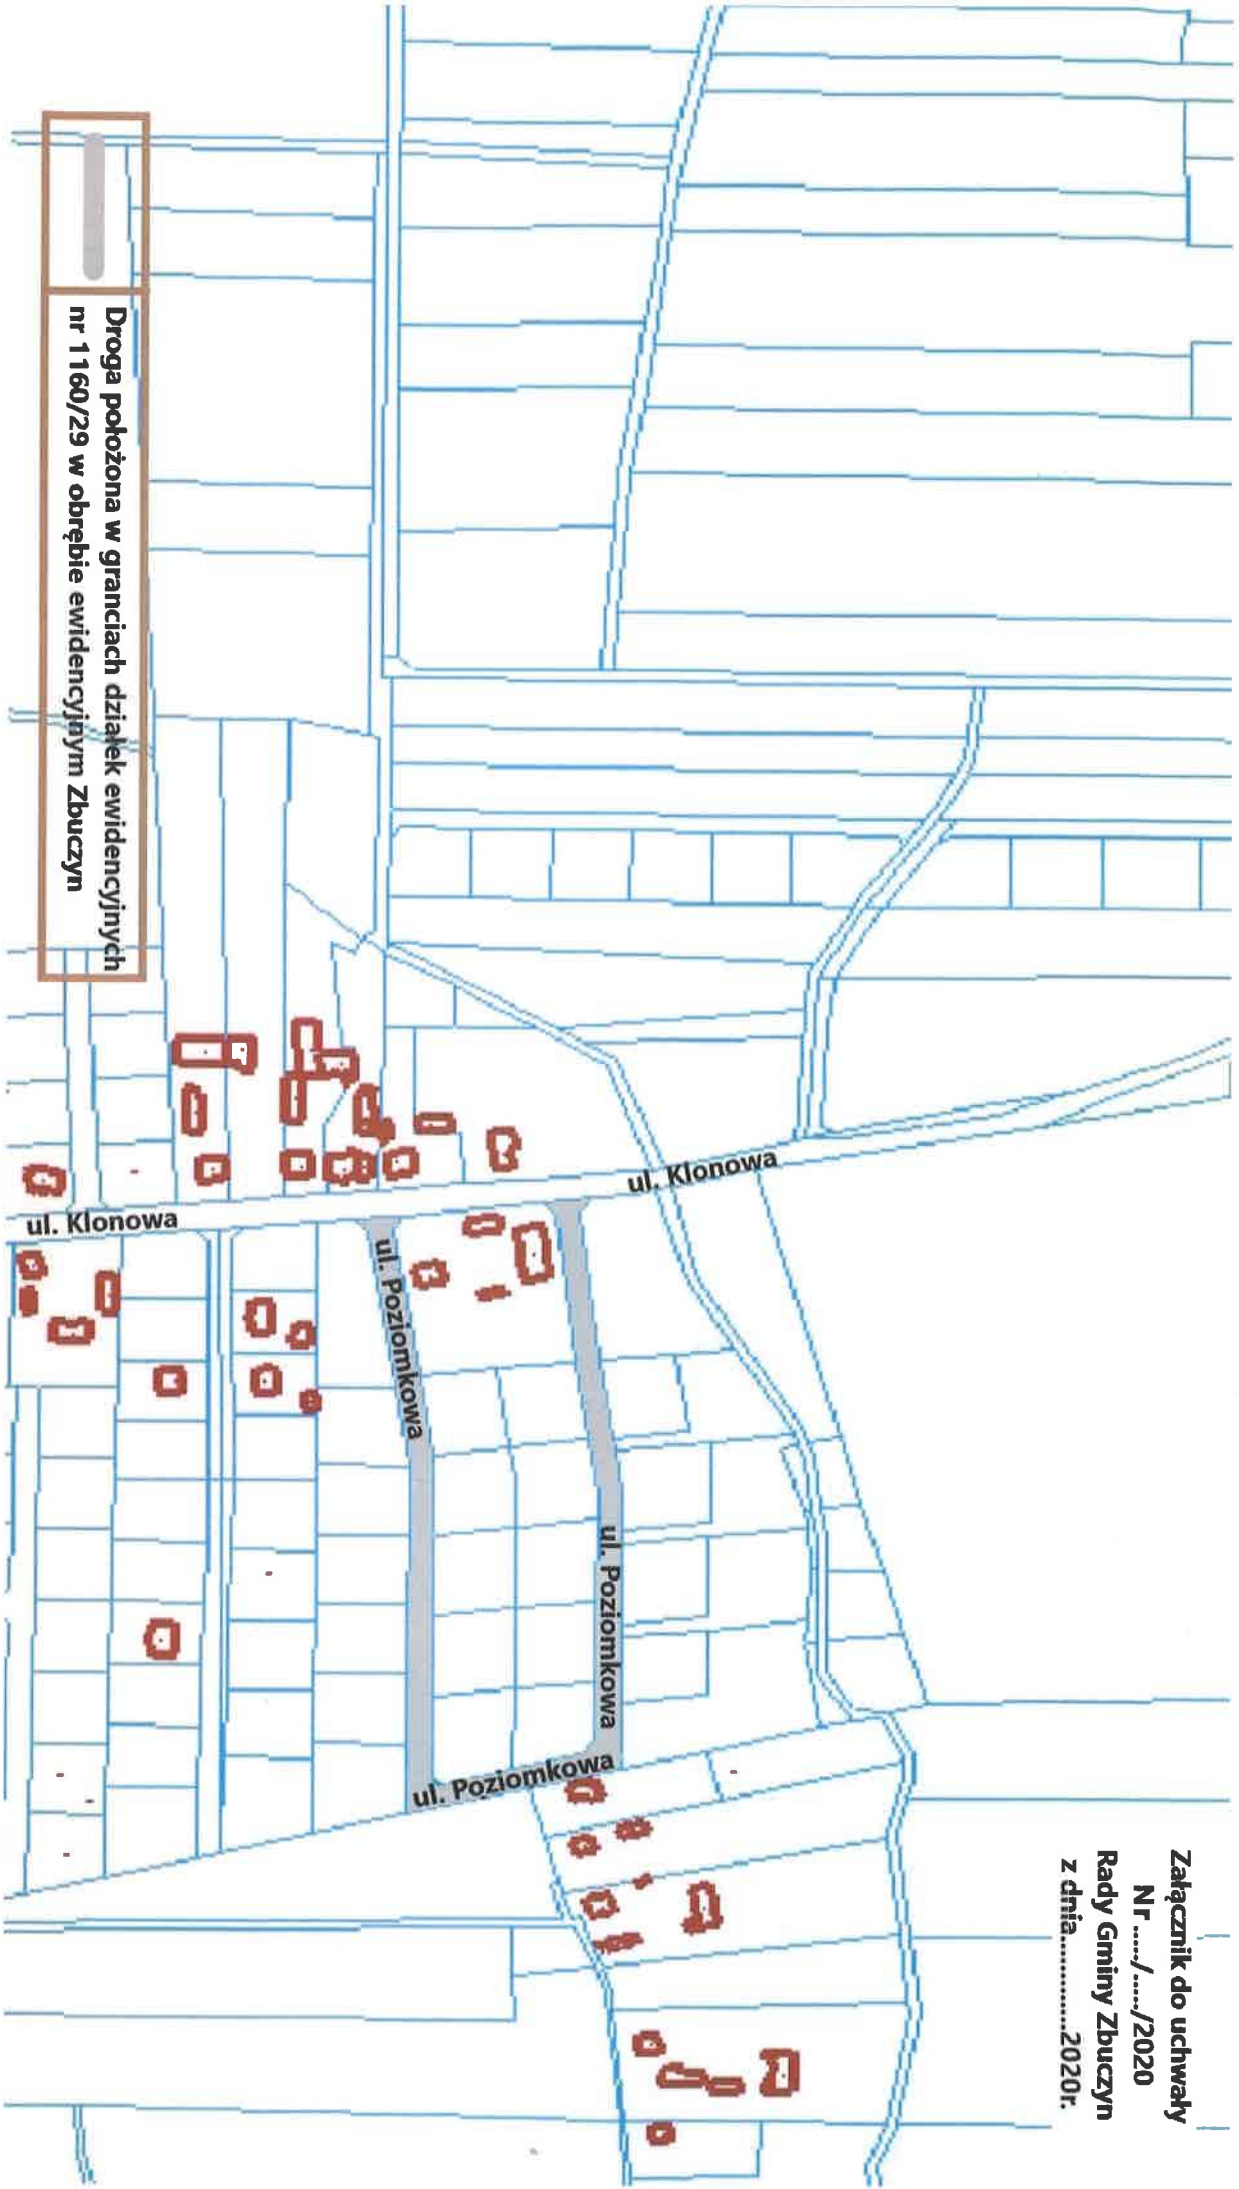 Załącznik do uchwały
Nr ...../...../2020
Rady Gminy Zbuczyn
z dnia.............2020r.
ul. Klonowa
ul. Klonowa
ul. Poziomkowa
ul. Poziomkowa
ul. Poziomkowa
Droga położona w granciach działek ewidencyjnych
nr 1160/29 w obrębie ewidencyjnym Zbuczyn